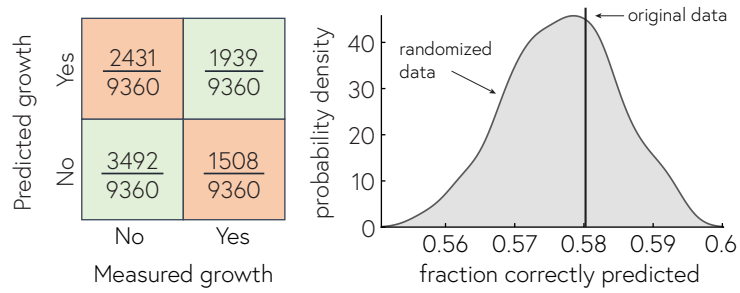 Predicted growth
Yes
No
2431
9360
1939
9360
3492
9360
1508
9360
No
Yes
Measured growth
probability density
40
30
20
10
0
original data
randomized
data
0.56
0.57
0.58
0.59
0.6
fraction correctly predicted